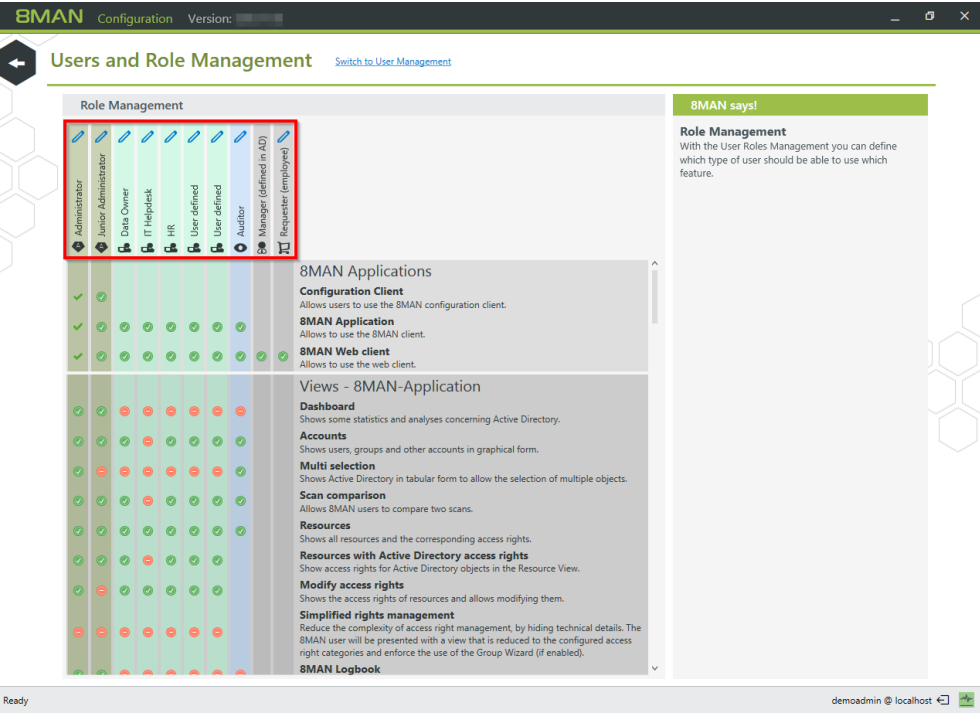 8MAN Configuration Version:
Users and Role Management Switch to User Management
Role Management
Administrator
Junior Administrator
Data Owner
IT Helpdesk
HR
User defined
User defined
Auditor
Manager (defined in AD)
Requester (employee)
8MAN Applications
Configuration Client
Allows users to use the 8MAN configuration client.
8MAN Application
Allows to use the 8MAN client.
8MAN Web client
Allows to use the web client.
Views - 8MAN-Application
Dashboard
Shows some statistics and analyses concerning Active Directory.
Accounts
Shows users, groups and other accounts in graphical form.
Multi selection
Shows Active Directory in tabular form to allow the selection of multiple objects.
Scan comparison
Allows 8MAN users to compare two scans.
Resources
Shows all resources and the corresponding access rights.
Resources with Active Directory access rights
Show access rights for Active Directory objects in the Resource View.
Modify access rights
Shows the access rights of resources and allows modifying them.
Simplified rights management
Reduce the complexity of access right management, by hiding technical details. The
8MAN user will be presented with a view that is reduced to the configured access
right categories and enforce the use of the Group Wizard (if enabled).
8MAN Logbook
8MAN says!
Role Management
With the User Roles Management you can define
which type of user should be able to use which
feature.
Ready
demoadmin @ localhost